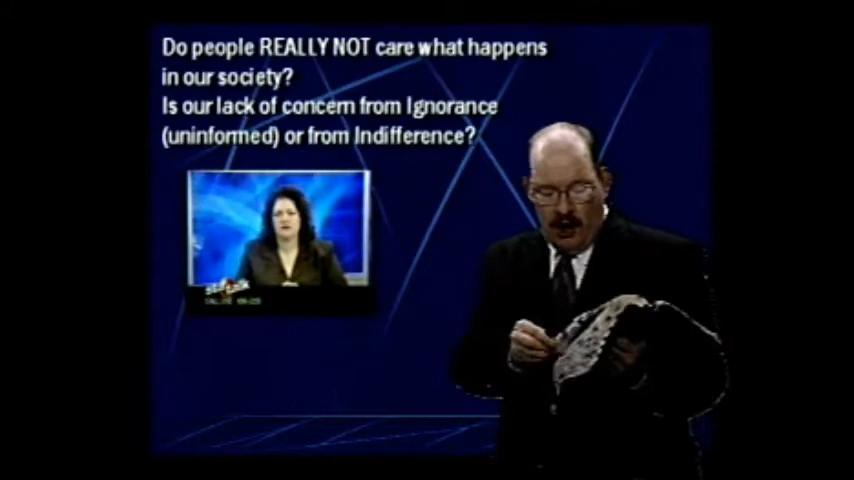 Do people REALLY NOT care what happens
in our society?
Is our lack of concern from Ignorance
(uninformed) or from Indifference?